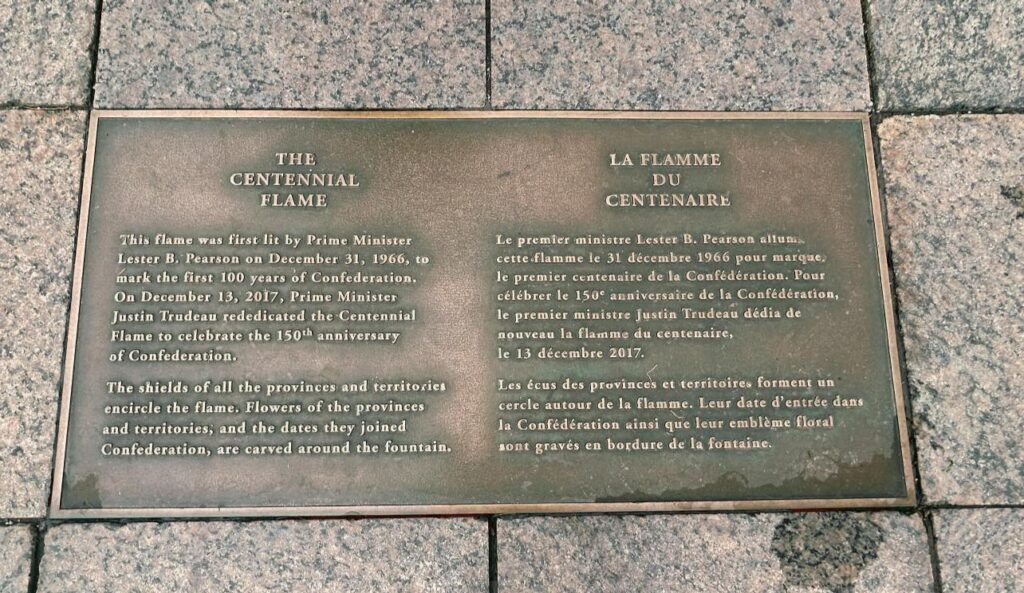 THE
CENTENNIAL
FLAME
This flame was first lit by Prime Minister
Lester B. Pearson on December 31, 1966, to
mark the first 100 years of Confederation.
On December 13, 2017, Prime Minister
Justin Trudeau rededicated the Centennial
Flame to celebrate the 150th anniversary
of Confederation.
The shields of all the provinces and territories
encircle the flame. Flowers of the provinces
and territories, and the dates they joined
Confederation, are carved around the fountain.
LA FLAMME
DU
CENTENAIRE
Le premier ministre Lester B. Pearson
cette flamme le 31 décembre 1966 pour
le premier centenaire de la Confédération. Pour
célébrer le 150e anniversaire de la Confédération,
le premier ministre Justin Trudeau dédia de
nouveau la flamme du centenaire,
le 13 décembre 2017.
Les écus des provinces et territoires forment un
cercle autour de la flamme. Leur date d'entrée dans
la Confédération ainsi que leur emblème floral
sont gravés en bordure de la fontaine.